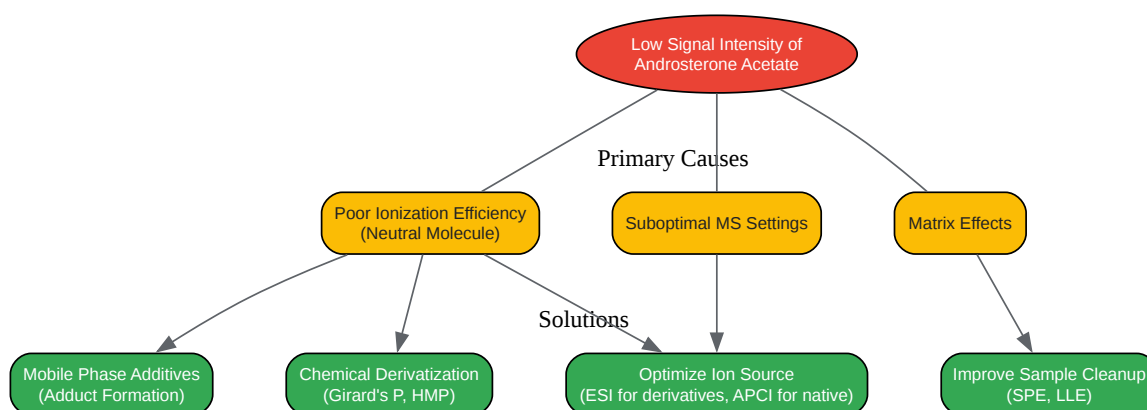 Low Signal Intensity of
Androsterone Acetate
Primary Causes
Poor Ionization Efficiency
(Neutral Molecule)
Suboptimal MS Settings
Matrix Effects
Solutions
Mobile Phase Additives
(Adduct Formation)
Chemical Derivatization
(Girard's P, HMP)
Optimize Ion Source
(ESI for derivatives, APCI for native)
Improve Sample Cleanup
(SPE, LLE)